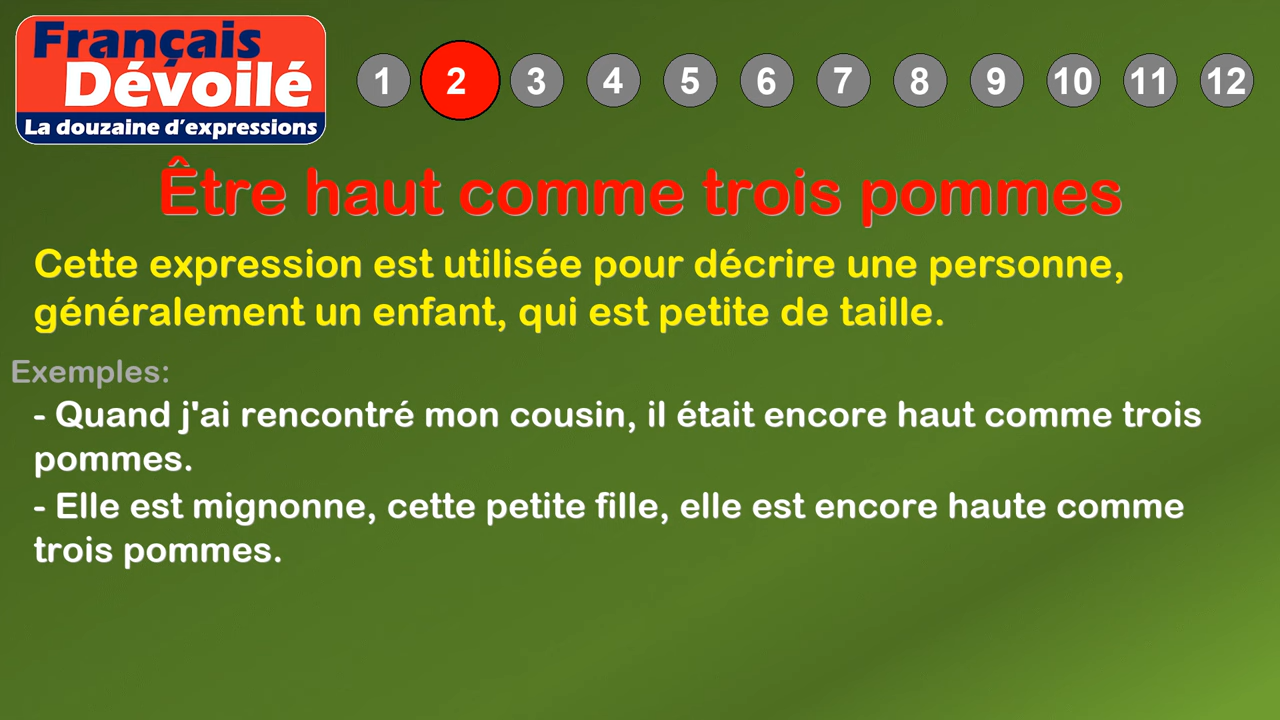 Français
Dévoilé
La douzaine d'expressions
1 2 3 4 5 6 7 8 9 10 11 12
Être haut comme trois pommes
Cette expression est utilisée pour décrire une personne,
généralement un enfant, qui est petite de taille.
Exemples:
- Quand j'ai rencontré mon cousin, il était encore haut comme trois
pommes.
- Elle est mignonne, cette petite fille, elle est encore haute comme
trois pommes.